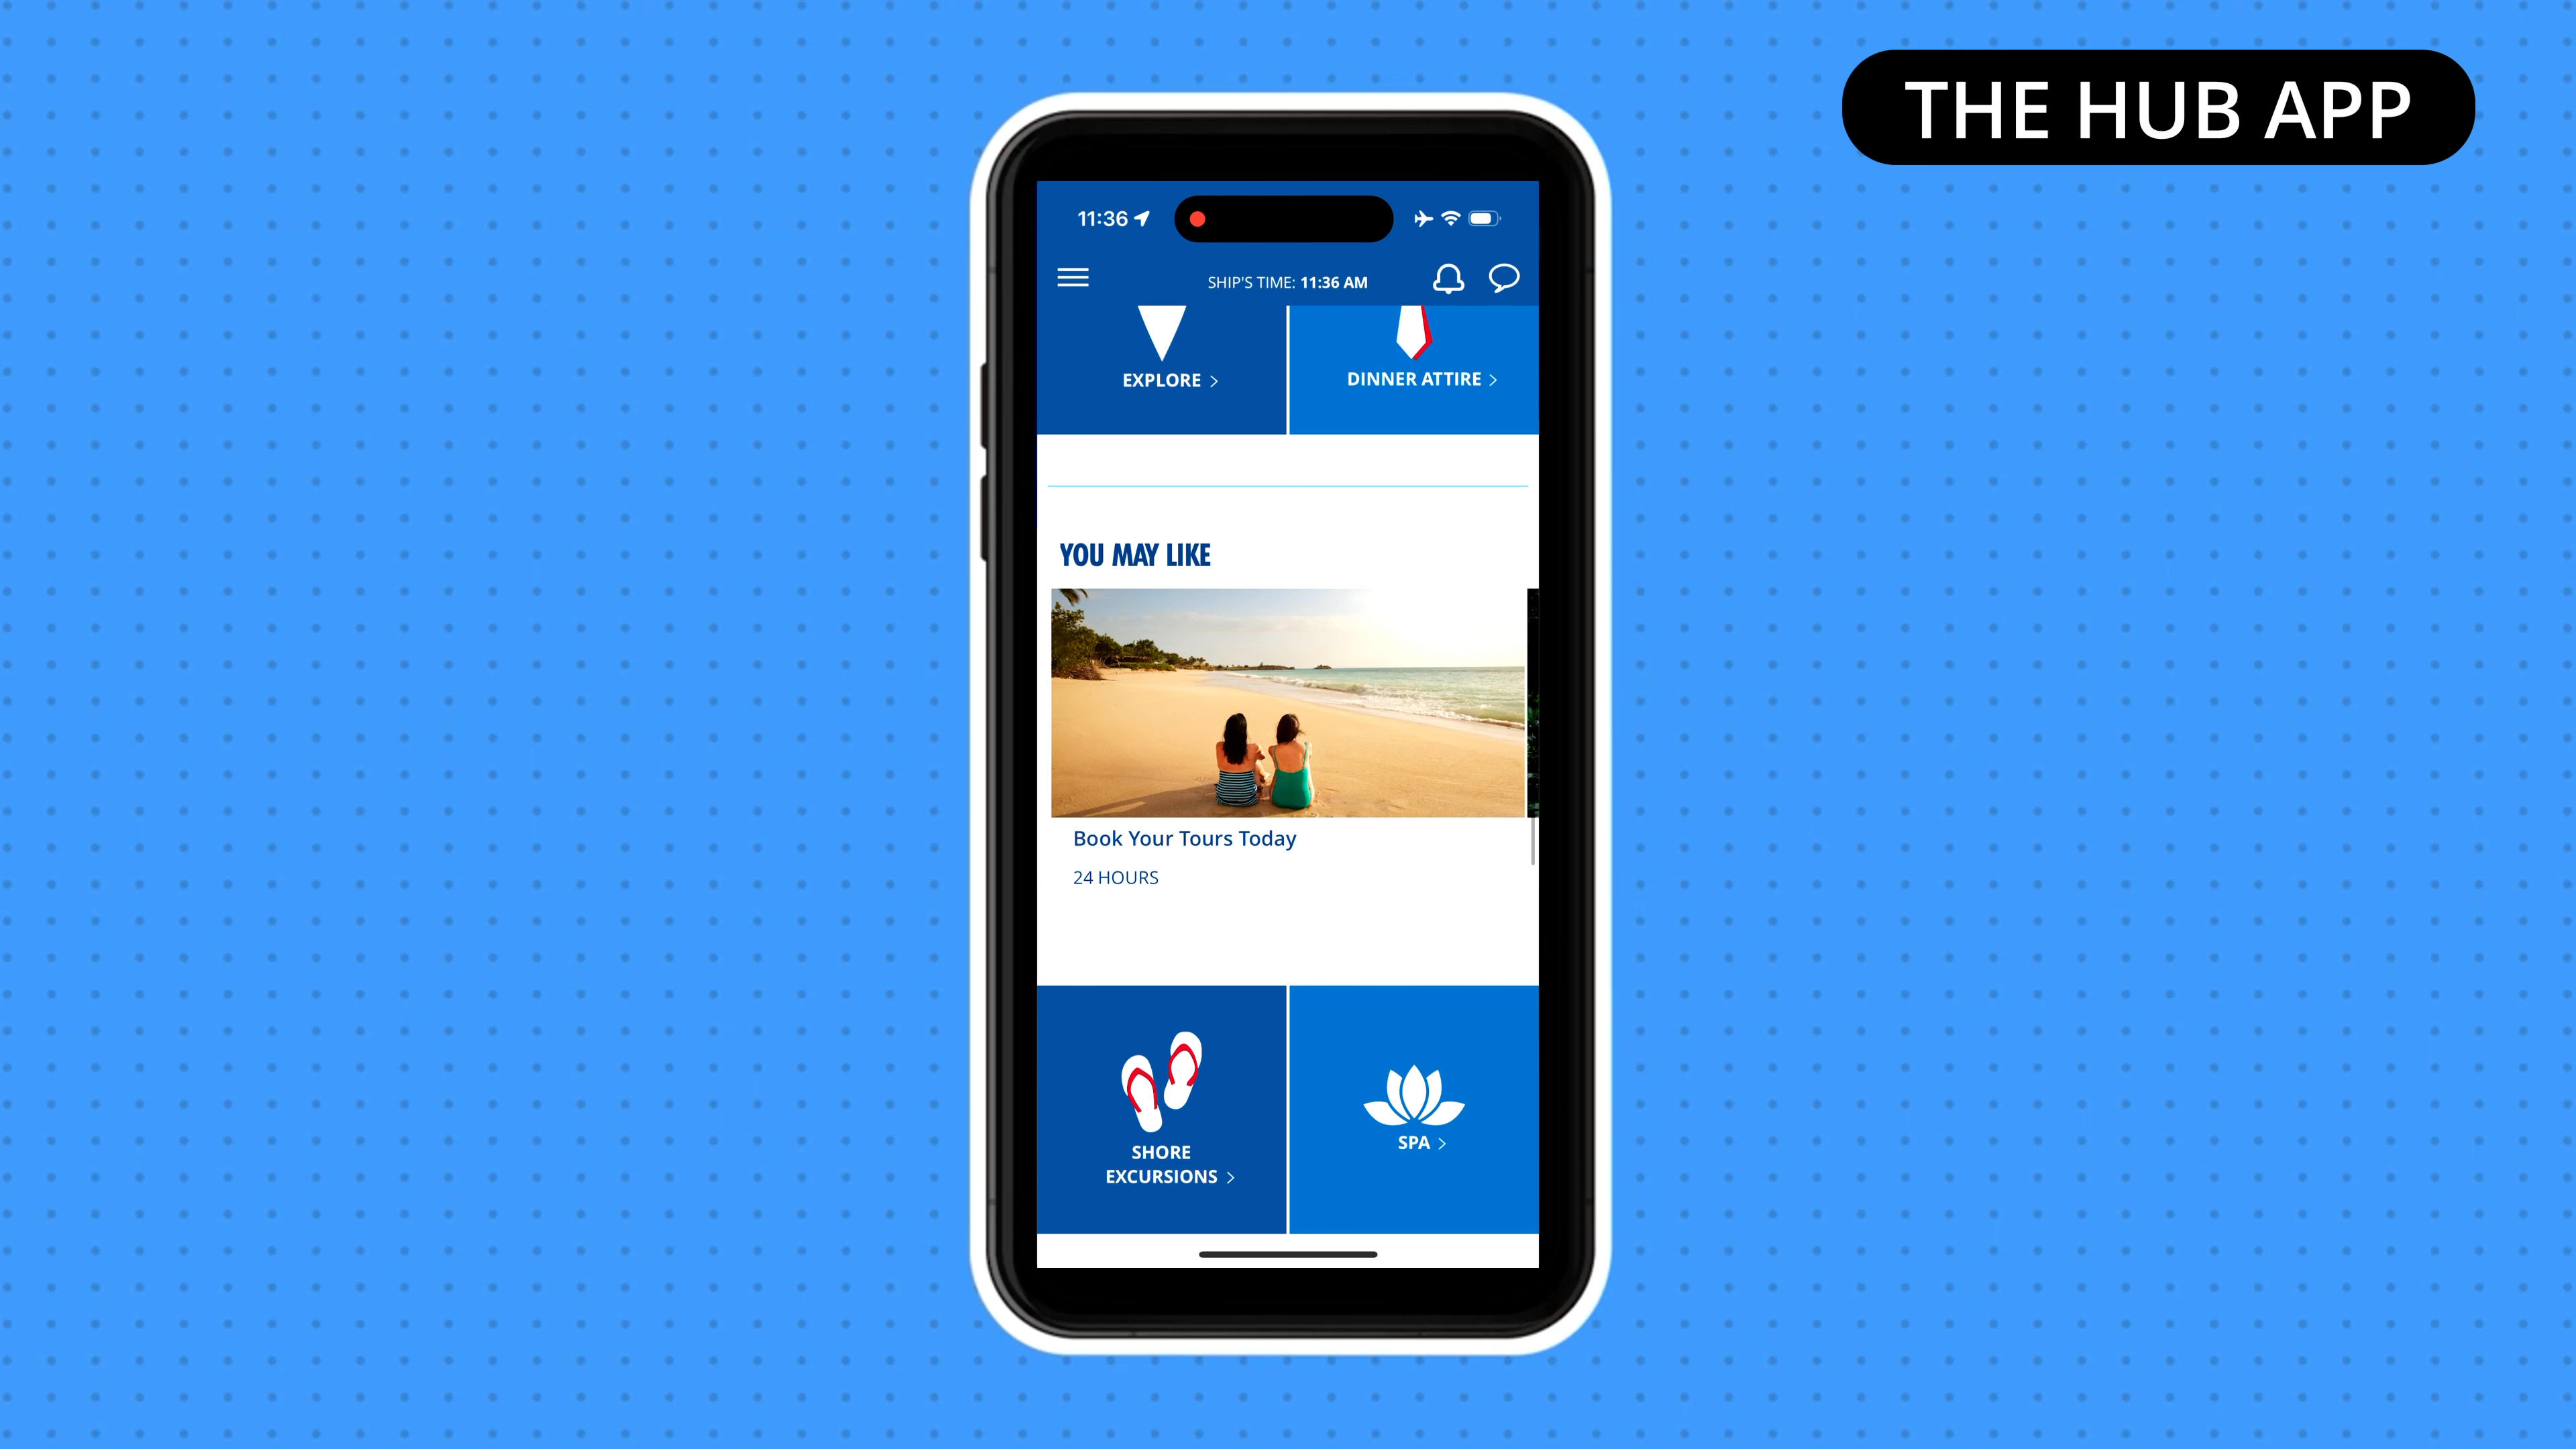 THE HUB APP
11:36
SHIP'S TIME: 11:36 AM
EXPLORE >
DINNER ATTIRE >
YOU MAY LIKE
Book Your Tours Today
24 HOURS
SHORE
EXCURSIONS >
SPA >